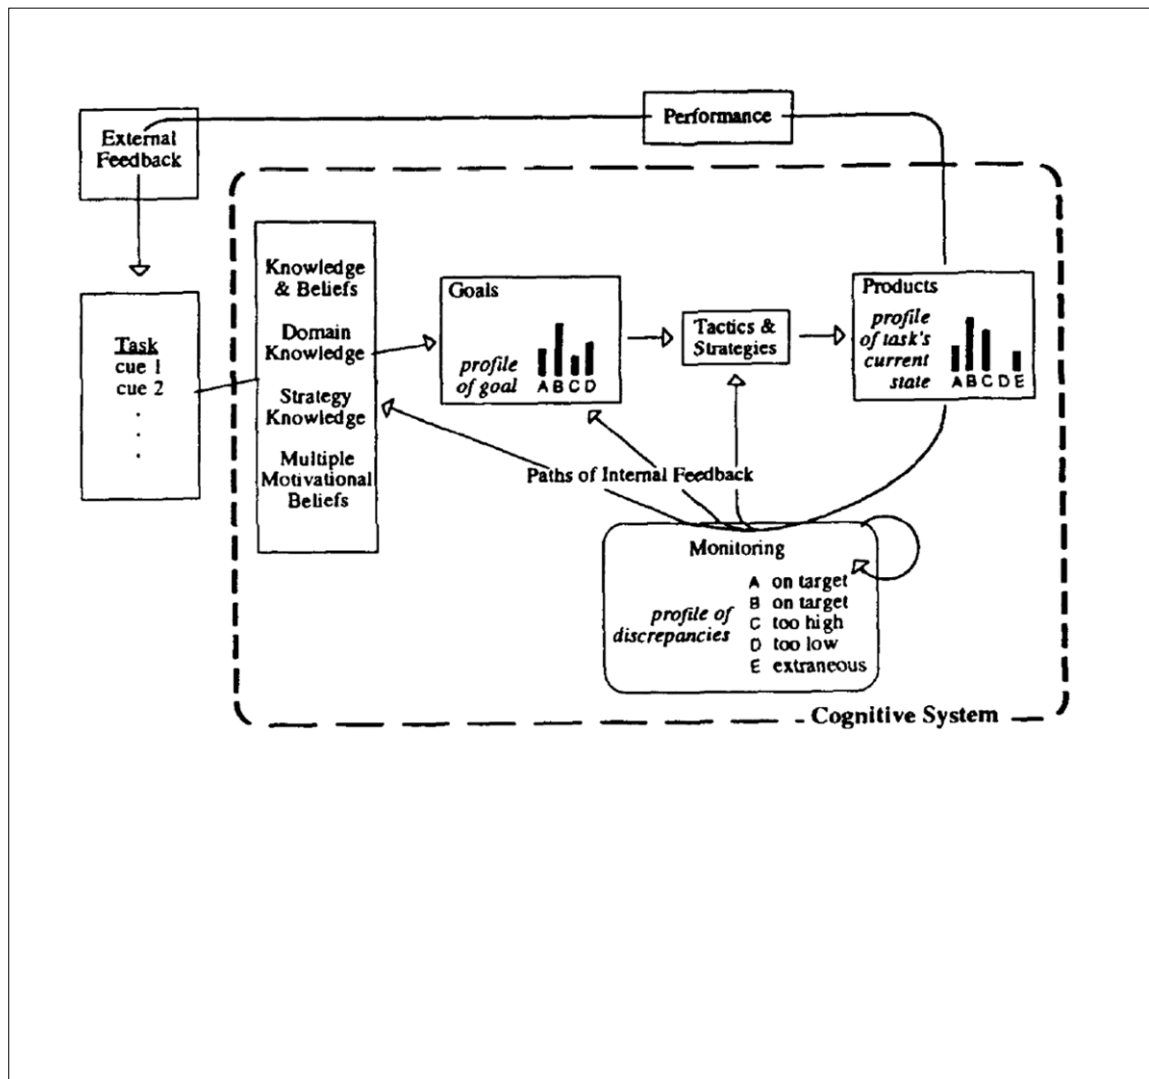 Performance
External
Feedback
Knowledge
& Beliefs
Domain
Knowledge
Strategy
Knowledge
Multiple
Motivational
Beliefs
Task
cue 1
cue 2
.
.
.
Goals
profile
of goal
A B C D
Tactics &
Strategies
Products
profile
of task's
current
state
A B C D E
Paths of Internal Feedback
Monitoring
profile of
discrepancies
A on target
B on target
C too high
D too low
E extraneous
Cognitive System